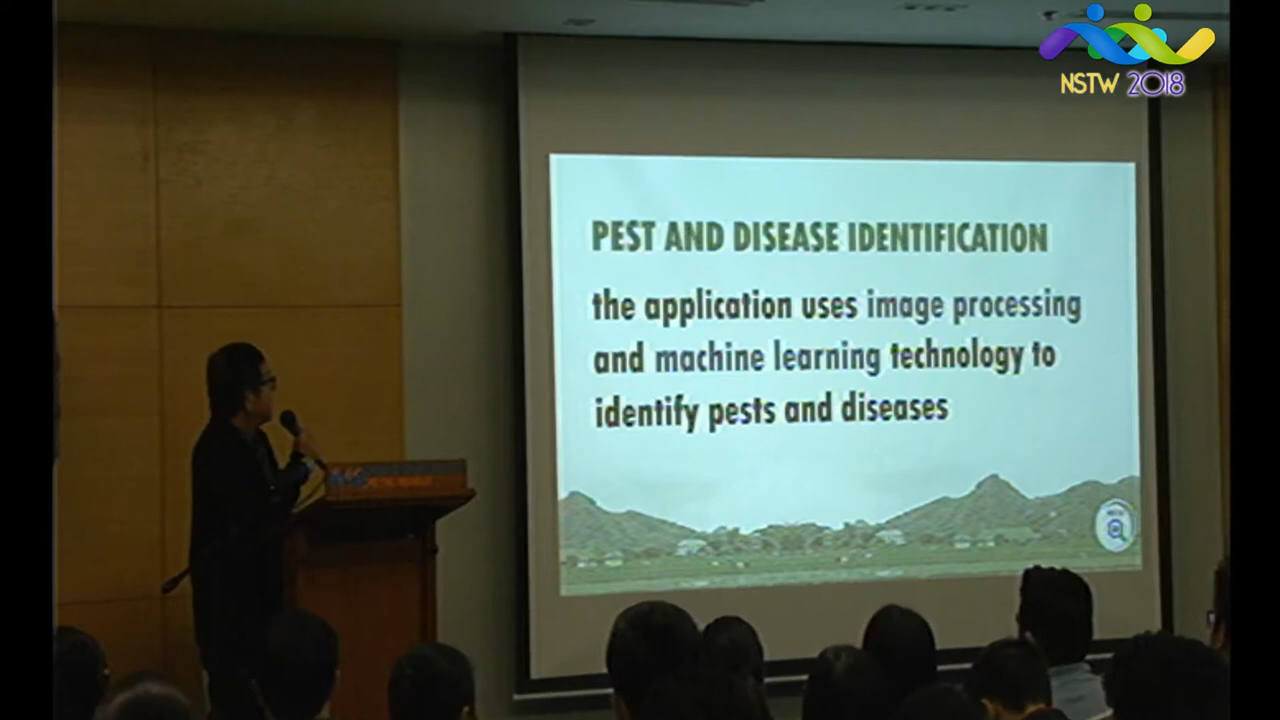 NSTW 2018
PEST AND DISEASE IDENTIFICATION
the application uses image processing
and machine learning technology to
identify pests and diseases